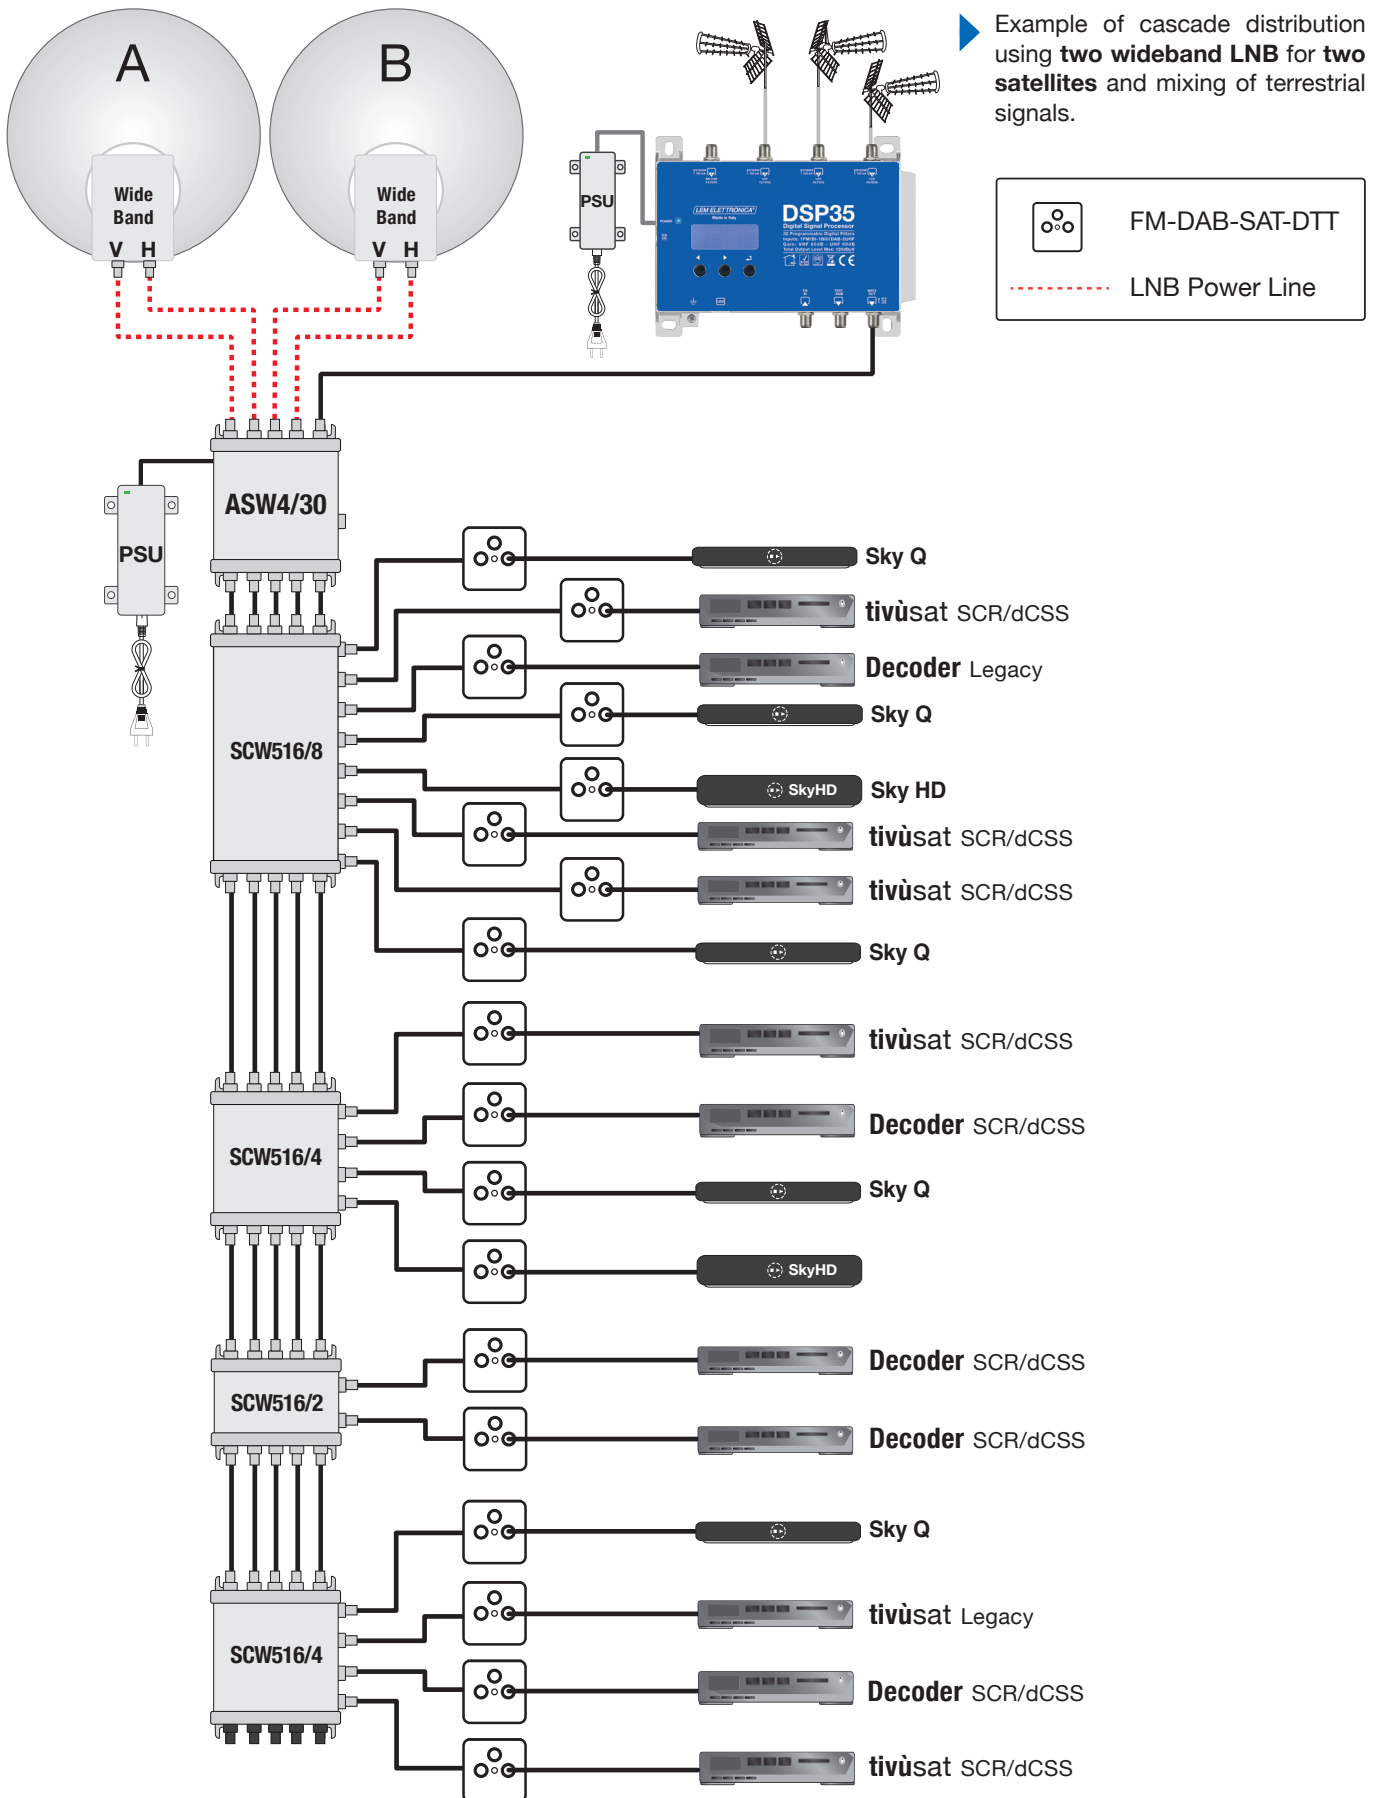 A
B
Wide
Band
V H
Wide
Band
V H
Example of cascade distribution
using two wideband LNB for two
satellites and mixing of terrestrial
signals.
FM-DAB-SAT-DTT
LNB Power Line
PSU
LEM ELETTRONICA
Made in Italy
DSP35
Digital Signal Processor
POWER
ASW4/30
PSU
SCW516/8
Sky Q
tivùsat SCR/dCSS
Decoder Legacy
Sky Q
SkyHD
Sky HD
tivùsat SCR/dCSS
tivùsat SCR/dCSS
Sky Q
SCW516/4
tivùsat SCR/dCSS
Decoder SCR/dCSS
Sky Q
SkyHD
SCW516/2
Decoder SCR/dCSS
Decoder SCR/dCSS
SCW516/4
Sky Q
tivùsat Legacy
Decoder SCR/dCSS
tivùsat SCR/dCSS